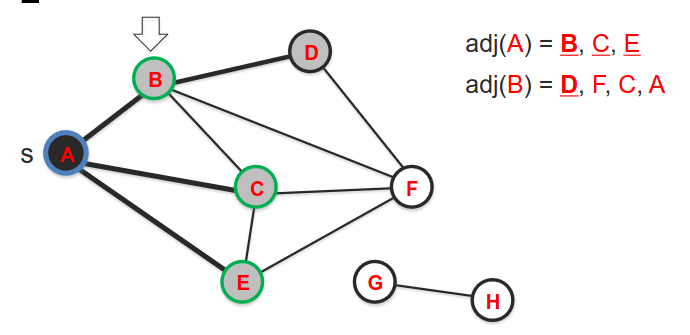 adj(A) = B, C, E
adj(B) = D, F, C, A
D
B
s
A
C
F
E
G
H